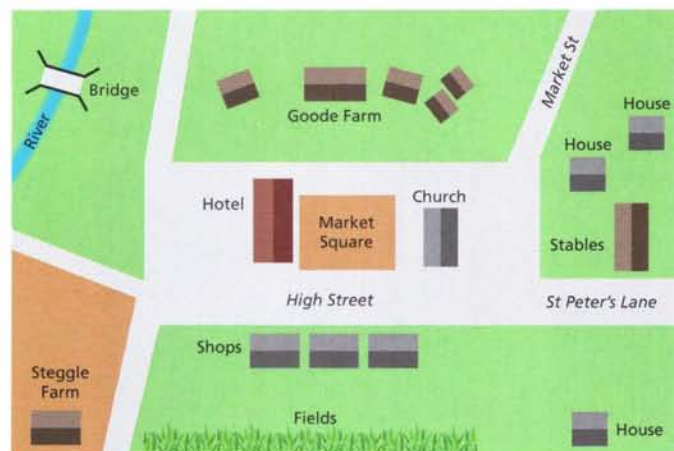 Bridge
River
Goode Farm
Market St
House
House
Hotel
Market
Square
Church
Stables
High Street
St Peter's Lane
Shops
Steggle
Farm
Fields
House